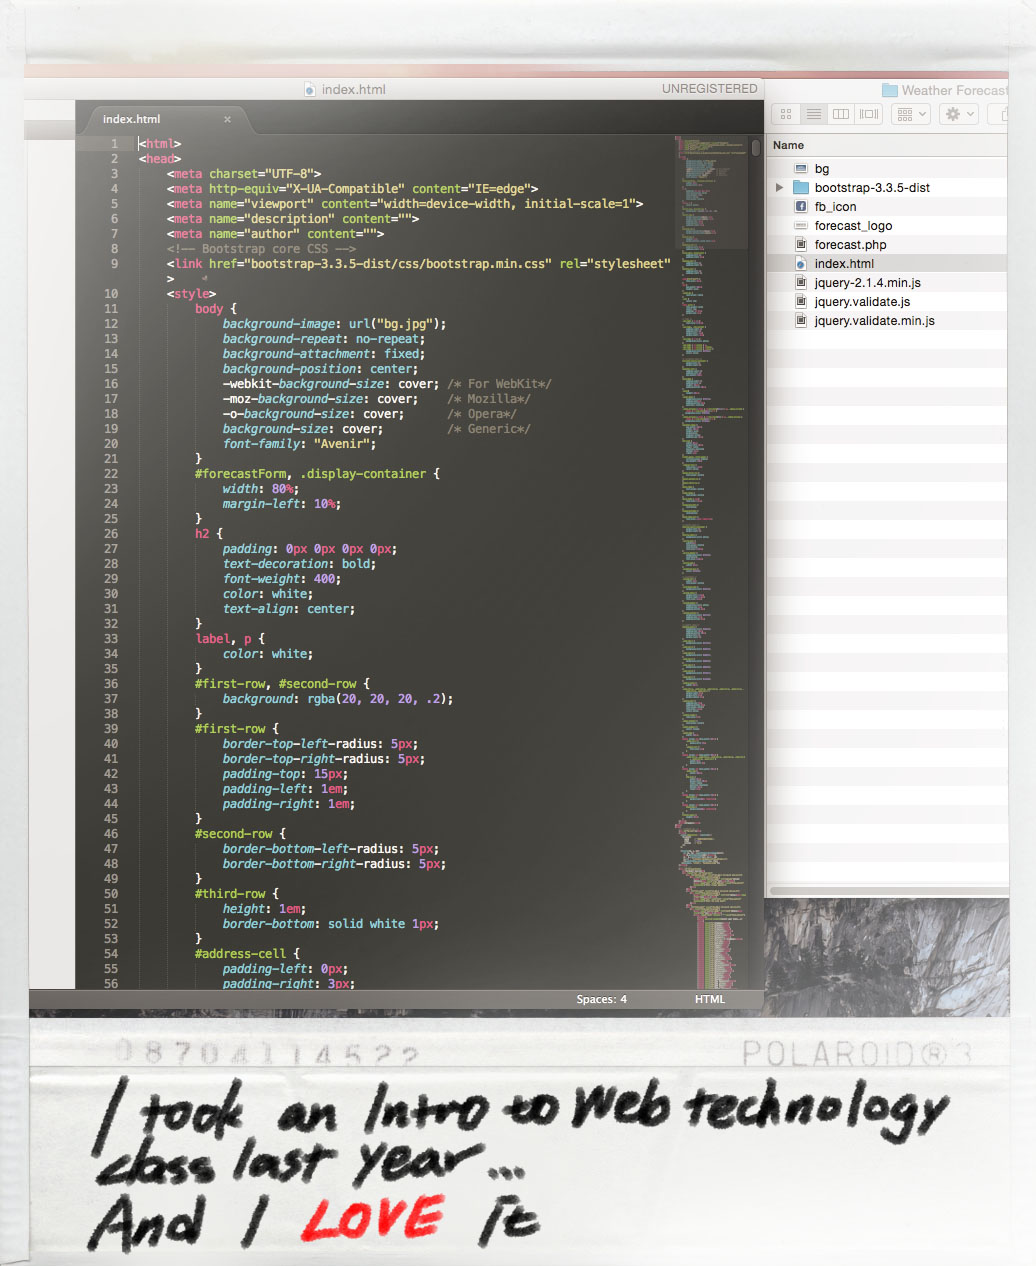 index.html
UNREGISTERED
Weather Forecast
index.html ×
1 <html>
2 <head>
3 <meta charset="UTF-8">
4 <meta http-equiv="X-UA-Compatible" content="IE=edge">
5 <meta name="viewport" content="width=device-width, initial-scale=1">
6 <meta name="description" content="">
7 <meta name="author" content="">
8 <!-- Bootstrap core CSS -->
9 <link href="bootstrap-3.3.5-dist/css/bootstrap.min.css" rel="stylesheet"
>
10 <style>
11 body {
12 background-image: url("bg.jpg");
13 background-repeat: no-repeat;
14 background-attachment: fixed;
15 background-position: center;
16 -webkit-background-size: cover; /* For WebKit*/
17 -moz-background-size: cover; /* Mozilla*/
18 -o-background-size: cover; /* Opera*/
19 background-size: cover; /* Generic*/
20 font-family: "Avenir";
21 }
22 #forecastForm, .display-container {
23 width: 80%;
24 margin-left: 10%;
25 }
26 h2 {
27 padding: 0px 0px 0px 0px;
28 text-decoration: bold;
29 font-weight: 400;
30 color: white;
31 text-align: center;
32 }
33 label, p {
34 color: white;
35 }
36 #first-row, #second-row {
37 background: rgba(20, 20, 20, .2);
38 }
39 #first-row {
40 border-top-left-radius: 5px;
41 border-top-right-radius: 5px;
42 padding-top: 15px;
43 padding-left: 1em;
44 padding-right: 1em;
45 }
46 #second-row {
47 border-bottom-left-radius: 5px;
48 border-bottom-right-radius: 5px;
49 }
50 #third-row {
51 height: 1em;
52 border-bottom: solid white 1px;
53 }
54 #address-cell {
55 padding-left: 0px;
56 padding-right: 3px;
Spaces: 4 HTML
Name
bg
bootstrap-3.3.5-dist
fb_icon
forecast_logo
forecast.php
index.html
jquery-2.1.4.min.js
jquery.validate.js
jquery.validate.min.js
POLAROID®3
I took an Intro to Web technology
class last year...
And I LOVE it